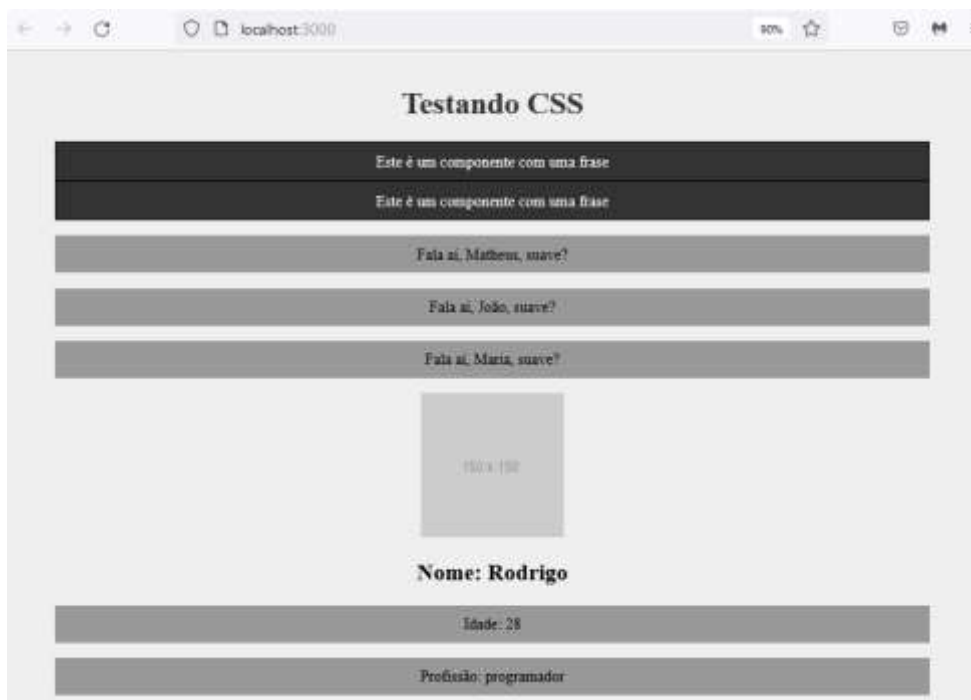 localhost:3000
90%
Testando CSS
Este é um componente com uma frase
Este é um componente com uma frase
Fala aí, Matheus, suave?
Fala aí, João, suave?
Fala aí, Maria, suave?
150 x 150
Nome: Rodrigo
Idade: 28
Profissão: programador